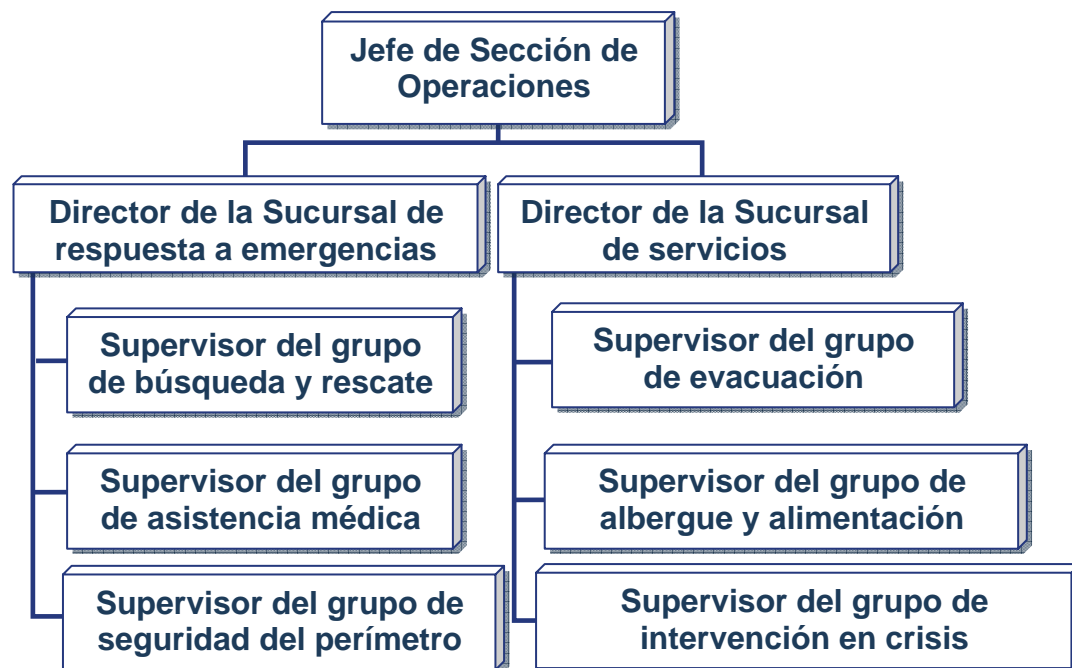 Jefe de Sección de
Operaciones
Director de la Sucursal de
respuesta a emergencias
Supervisor del grupo
de búsqueda y rescate
Supervisor del grupo
de asistencia médica
Supervisor del grupo de
seguridad del perímetro
Director de la Sucursal
de servicios
Supervisor del grupo
de evacuación
Supervisor del grupo de
albergue y alimentación
Supervisor del grupo de
intervención en crisis